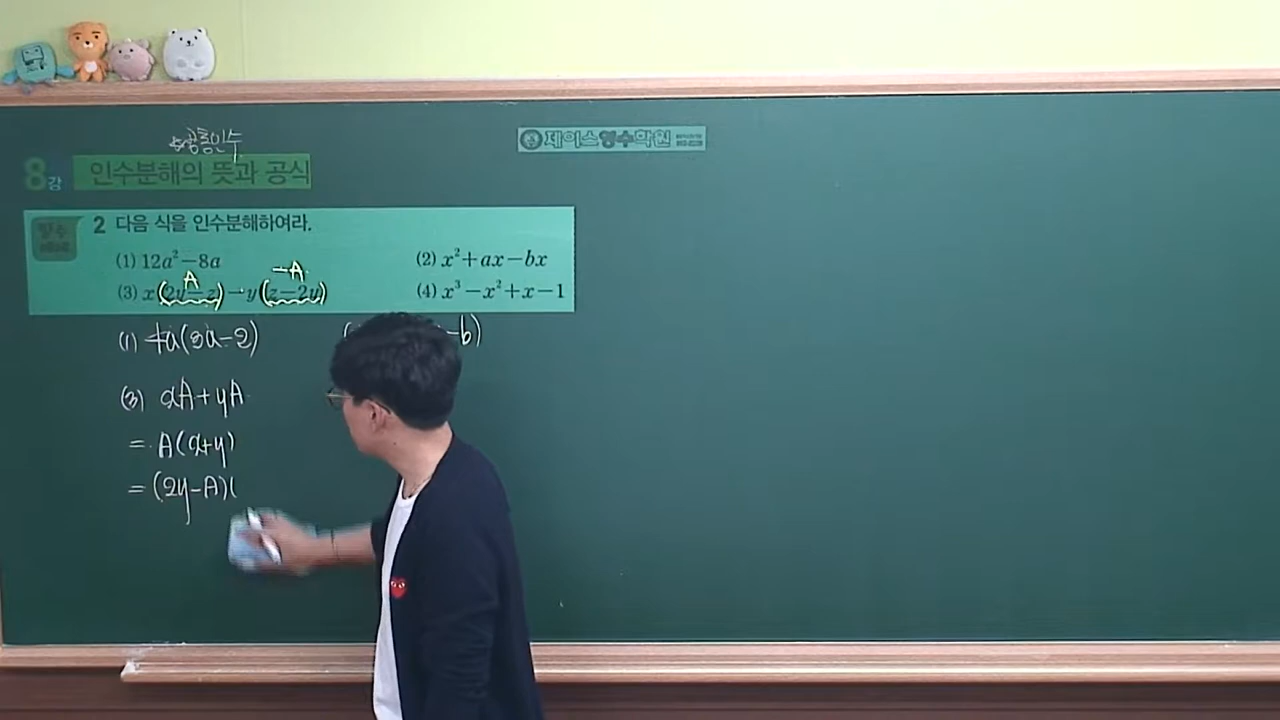 ☆공통인수
제이스영수학원
8강 인수분해의 뜻과 공식
2 다음 식을 인수분해하여라.
(1) 12a²-8a
(2) x²+ax-bx
A
-A
(3) x(2y-z)-y(z-2y)
(4) x³-x²+x-1
(1) 4a(3a-2)
-b)
(3) xA+yA
= A(x+y)
= (2y-A)(